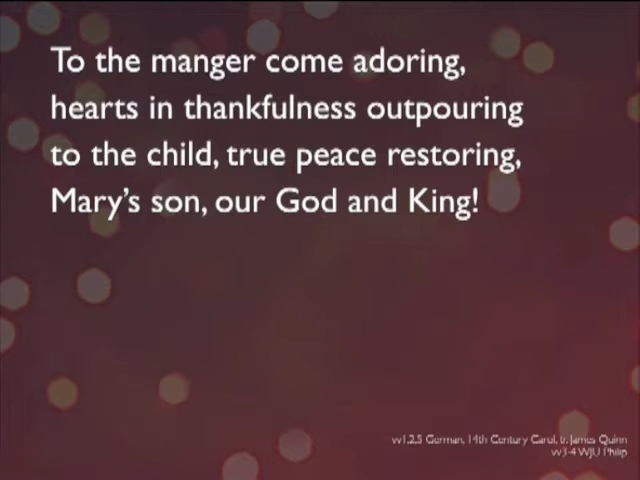 To the manger come adoring,
hearts in thankfulness outpouring
to the child, true peace restoring,
Mary's son, our God and King!
vv1,2,5 German, 14th Century Carol, tr. James Quinn
vv3-4 WJU Philip